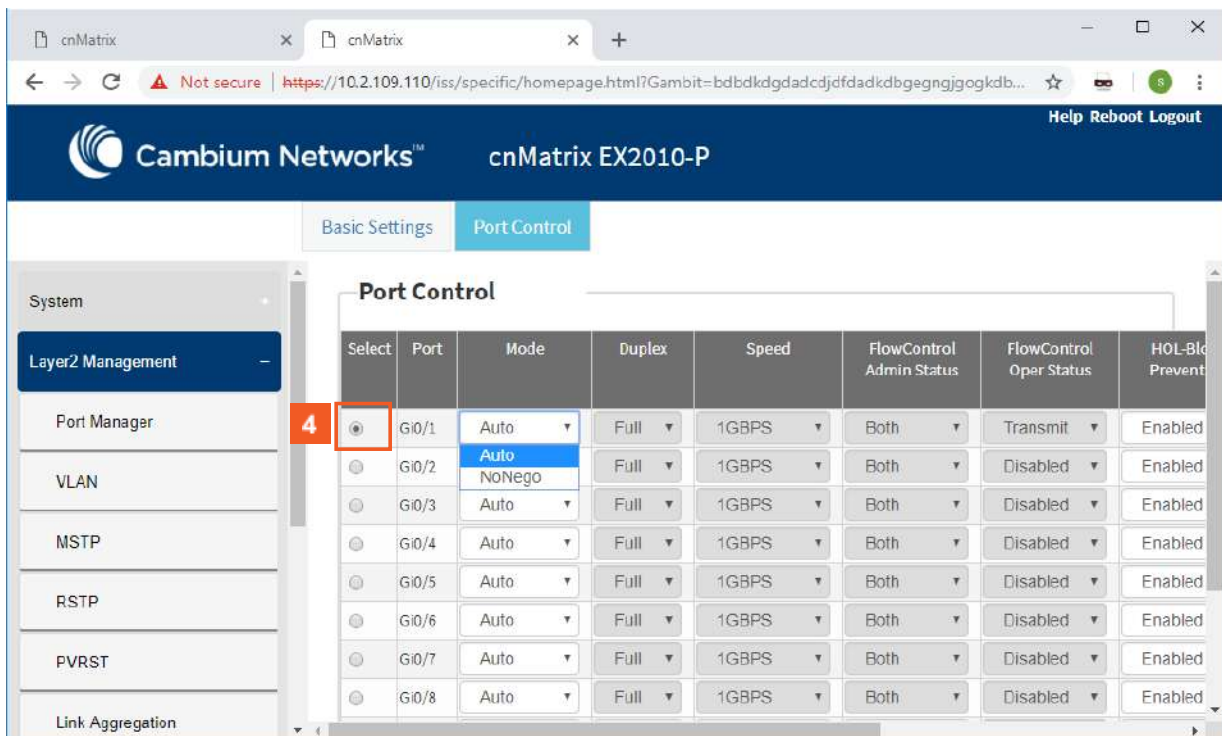 cnMatrix
cnMatrix
Not secure | https://10.2.109.110/iss/specific/homepage.html?Gambit=bdbdkdgdadcdjdfdadkdbgegngjgogkdb...
S
Help Reboot Logout
Cambium Networks™ cnMatrix EX2010-P
Basic Settings Port Control
System +
Layer2 Management –
Port Manager
VLAN
MSTP
RSTP
PVRST
Link Aggregation
Port Control
Select Port Mode Duplex Speed FlowControl Admin Status FlowControl Oper Status HOL-Blo Prevent
4 Gi0/1 Auto Full 1GBPS Both Transmit Enabled
Auto
NoNego
Gi0/2 Full 1GBPS Both Disabled Enabled
Gi0/3 Auto Full 1GBPS Both Disabled Enabled
Gi0/4 Auto Full 1GBPS Both Disabled Enabled
Gi0/5 Auto Full 1GBPS Both Disabled Enabled
Gi0/6 Auto Full 1GBPS Both Disabled Enabled
Gi0/7 Auto Full 1GBPS Both Disabled Enabled
Gi0/8 Auto Full 1GBPS Both Disabled Enabled